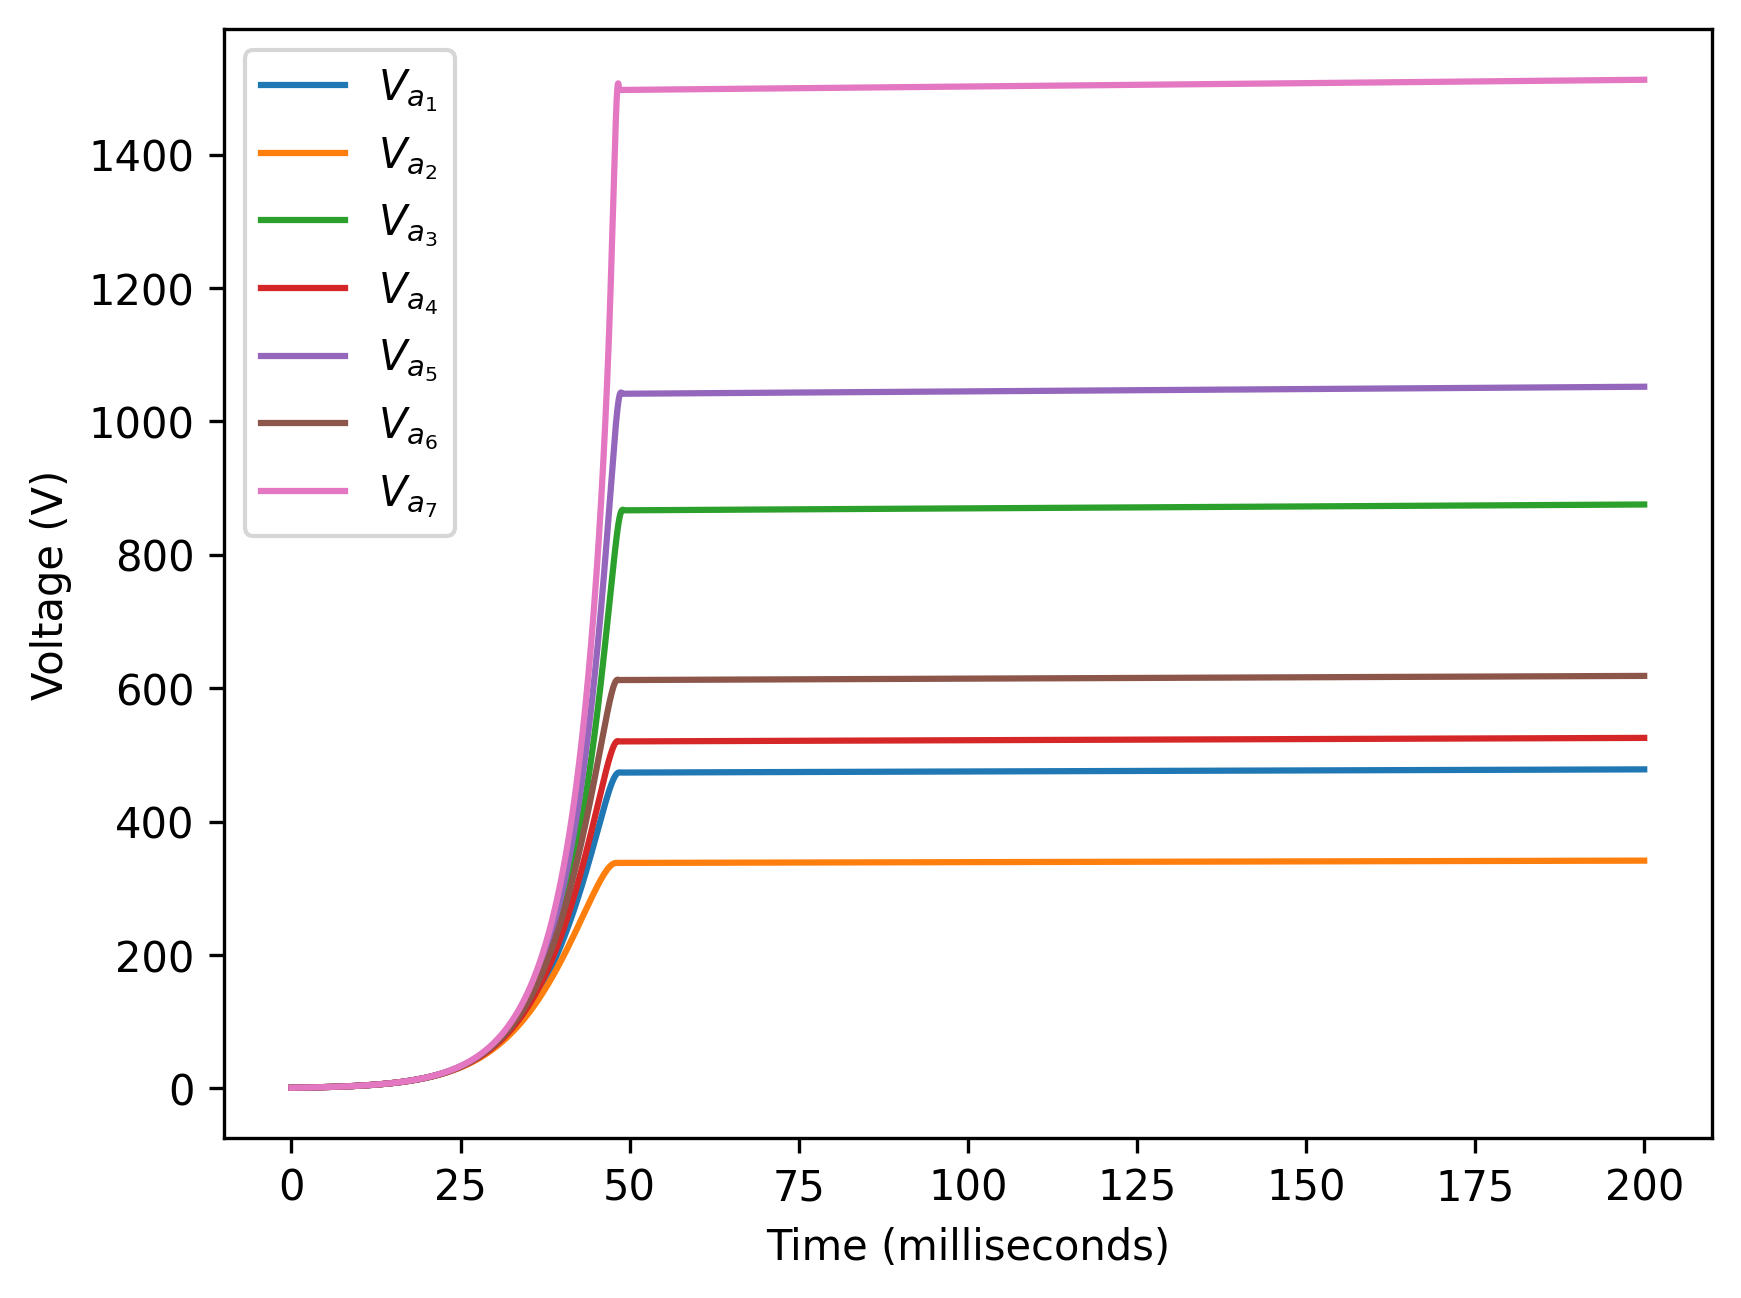 V_{a_1}
V_{a_2}
V_{a_3}
V_{a_4}
V_{a_5}
V_{a_6}
V_{a_7}
1400
1200
1000
800
600
400
200
0
Voltage (V)
0 25 50 75 100 125 150 175 200
Time (milliseconds)